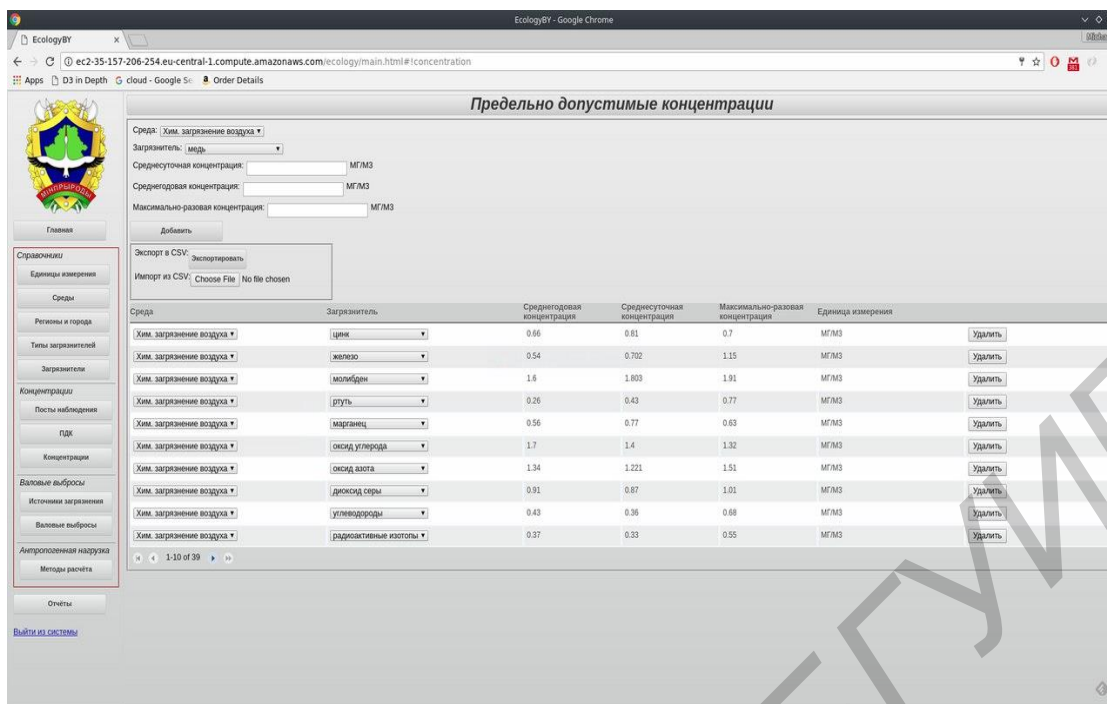 EcologyBY - Google Chrome
EcologyBY x
ec2-35-157-206-254.eu-central-1.compute.amazonaws.com/ecology/main.html#!concentration
Apps D3 in Depth cloud - Google Se Order Details
МІНПРЫРОДЫ
Предельно допустимые концентрации
Среда: Хим. загрязнение воздуха
Загрязнитель: медь
Среднесуточная концентрация: МГ/М3
Среднегодовая концентрация: МГ/М3
Максимально-разовая концентрация: МГ/М3
Добавить
Экспорт в CSV: Экспортировать
Импорт из CSV: Choose File No file chosen
Главная
Справочники
Единицы измерения
Среды
Регионы и города
Типы загрязнителей
Загрязнители
Концентрации
Посты наблюдения
ПДК
Концентрации
Валовые выбросы
Источники загрязнения
Валовые выбросы
Антропогенная нагрузка
Методы расчёта
Отчёты
Выйти из системы
Среда Загрязнитель Среднегодовая концентрация Среднесуточная концентрация Максимально-разовая концентрация Единица измерения
Хим. загрязнение воздуха цинк 0.66 0.81 0.7 МГ/М3 Удалить
Хим. загрязнение воздуха железо 0.54 0.702 1.15 МГ/М3 Удалить
Хим. загрязнение воздуха молибден 1.6 1.803 1.91 МГ/М3 Удалить
Хим. загрязнение воздуха ртуть 0.26 0.43 0.77 МГ/М3 Удалить
Хим. загрязнение воздуха марганец 0.56 0.77 0.63 МГ/М3 Удалить
Хим. загрязнение воздуха оксид углерода 1.7 1.4 1.32 МГ/М3 Удалить
Хим. загрязнение воздуха оксид азота 1.34 1.221 1.51 МГ/М3 Удалить
Хим. загрязнение воздуха диоксид серы 0.91 0.87 1.01 МГ/М3 Удалить
Хим. загрязнение воздуха углеводороды 0.43 0.36 0.68 МГ/М3 Удалить
Хим. загрязнение воздуха радиоактивные изотопы 0.37 0.33 0.55 МГ/М3 Удалить
1-10 of 39